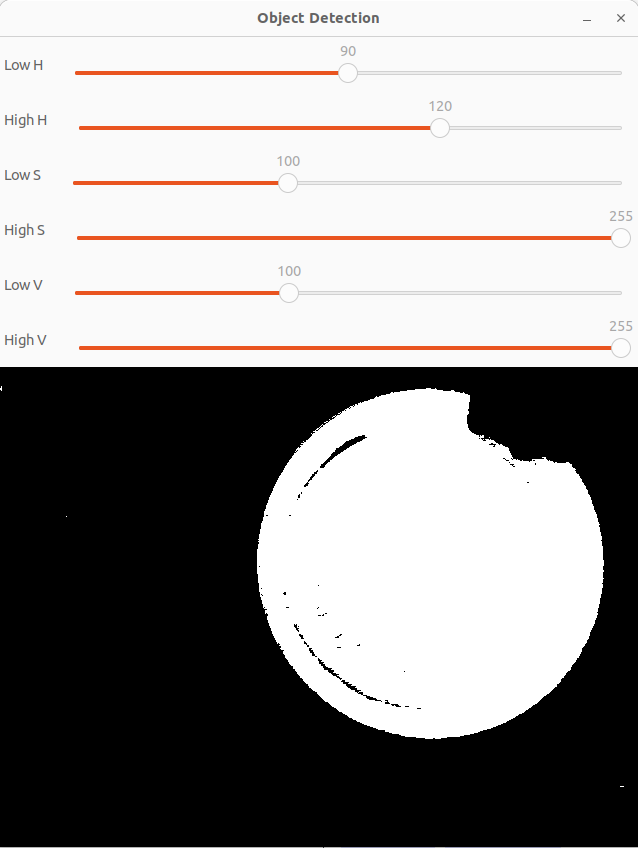 Object Detection
90
Low H
120
High H
100
Low S
255
High S
100
Low V
255
High V